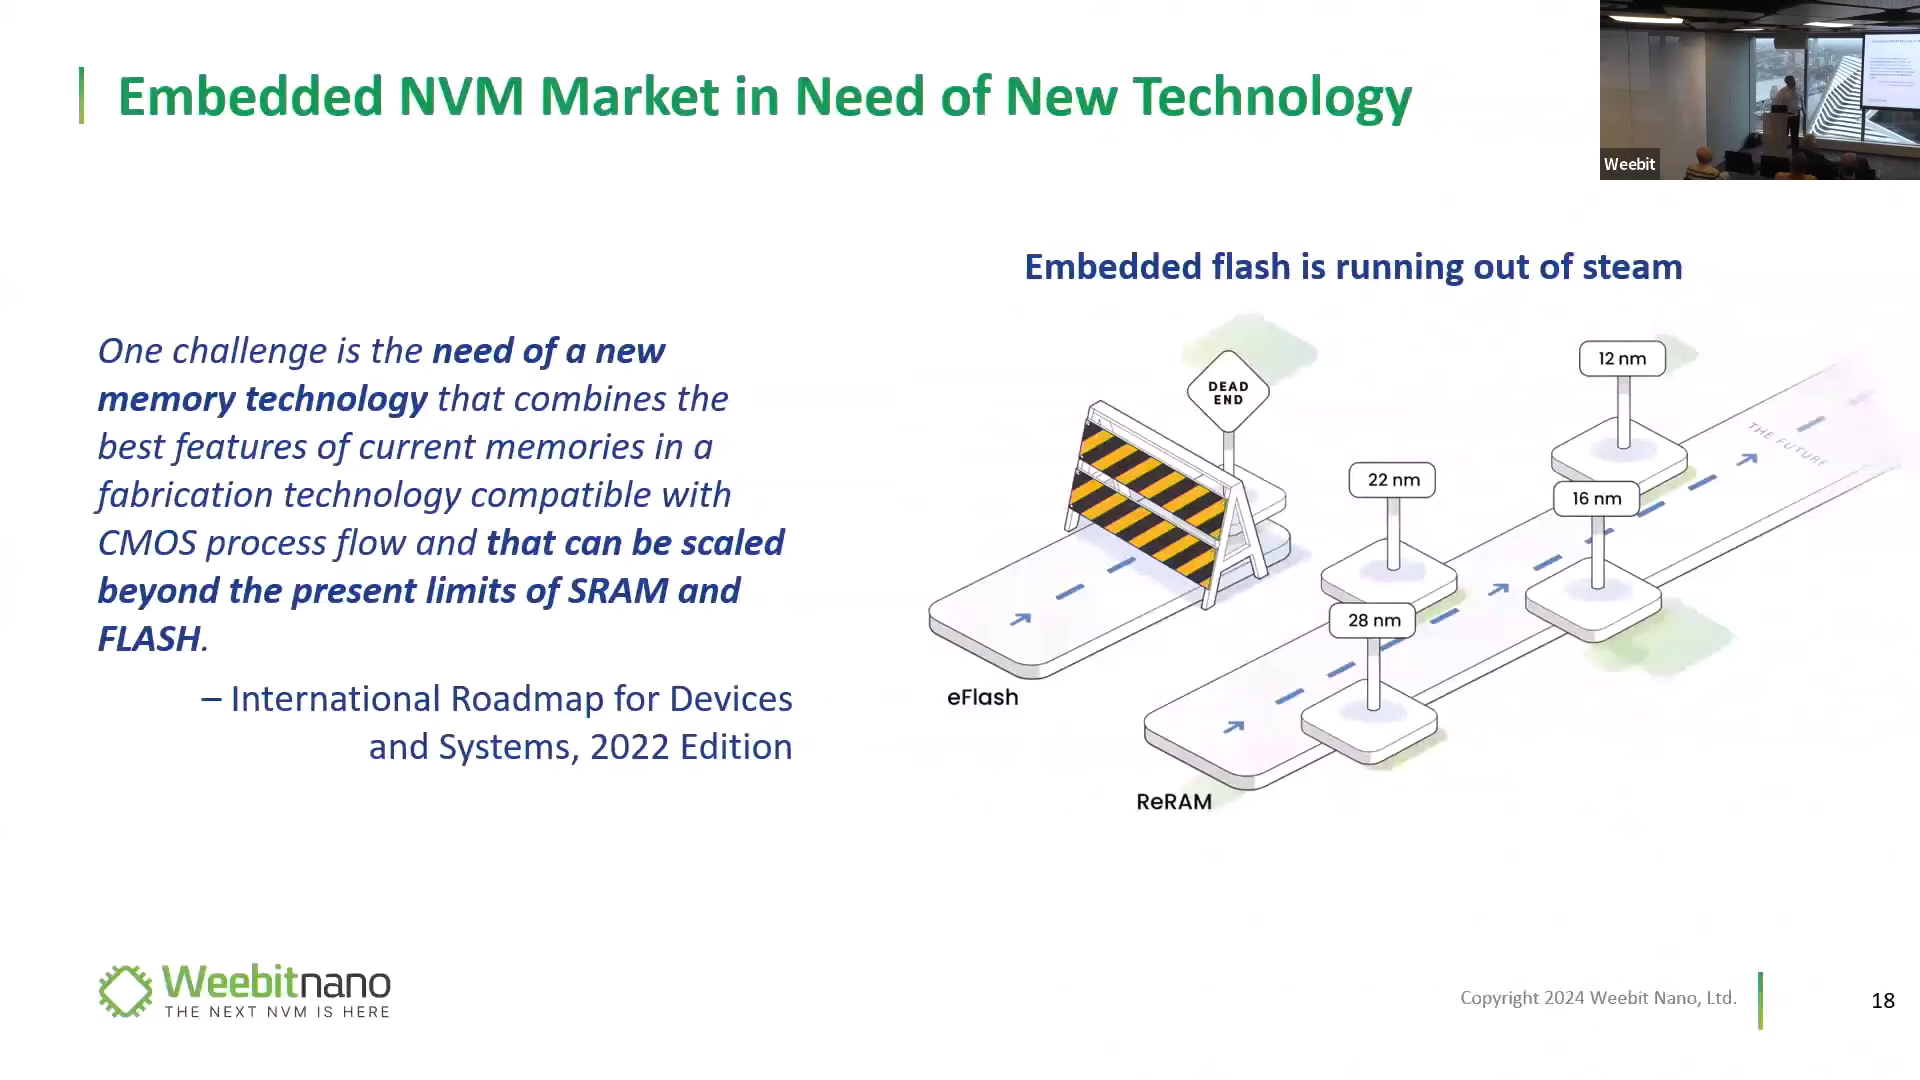 Embedded NVM Market in Need of New Technology
Weebit
Embedded flash is running out of steam
One challenge is the need of a new
memory technology that combines the
best features of current memories in a
fabrication technology compatible with
CMOS process flow and that can be scaled
beyond the present limits of SRAM and
FLASH.
– International Roadmap for Devices
and Systems, 2022 Edition
DEAD
END
12 nm
THE FUTURE
22 nm
16 nm
28 nm
eFlash
ReRAM
Weebitnano
THE NEXT NVM IS HERE
Copyright 2024 Weebit Nano, Ltd.
18